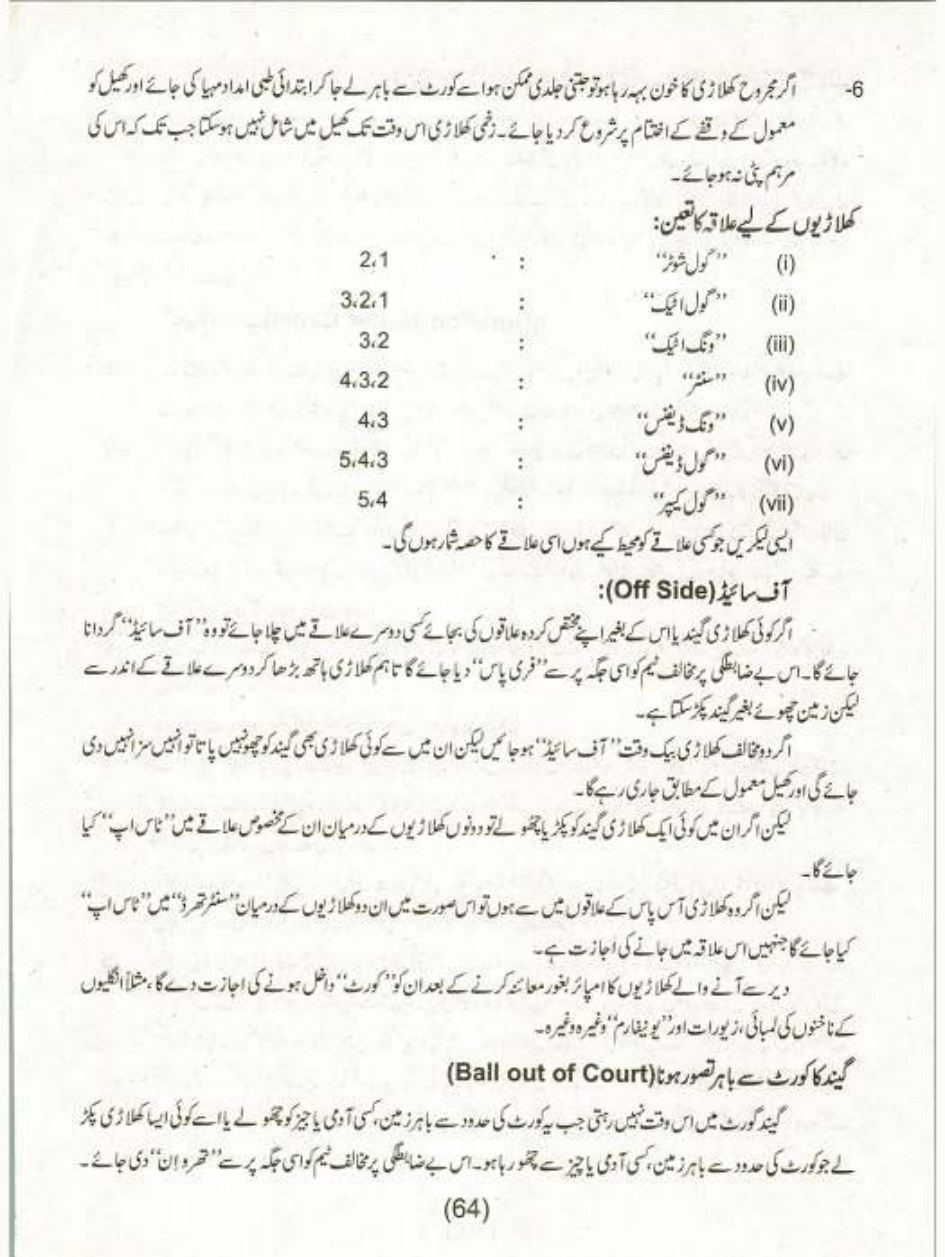 6- اگر مجروح کھلاڑی کا خون بہہ رہا ہو تو جتنی جلدی ممکن ہو اسے کورٹ سے باہر لے جا کر ابتدائی طبی امداد مہیا کی جائے اور کھیل کو
معمول کے وقفے کے اختتام پر شروع کر دیا جائے۔ زخمی کھلاڑی اس وقت تک کھیل میں شامل نہیں ہوسکتا جب تک کہ اس کی
مرہم پٹی نہ ہو جائے۔
کھلاڑیوں کے لیے علاقہ کا تعین:
(i) ’’گول شوٹر‘‘ : 2،1
(ii) ’’گول اٹیک‘‘ : 3،2،1
(iii) ’’ونگ اٹیک‘‘ : 3،2
(iv) ’’سنٹر‘‘ : 4،3،2
(v) ’’ونگ ڈیفنس‘‘ : 4،3
(vi) ’’گول ڈیفنس‘‘ : 5،4،3
(vii) ’’گول کیپر‘‘ : 5،4
ایسی لکیریں جو کسی علاقے کو محیط کیے ہوں اسی علاقے کا حصہ شمار ہوں گی۔
آف سائیڈ (Off Side):
اگر کوئی کھلاڑی گیند یا اس کے بغیر اپنے مختص کردہ علاقوں کی بجائے کسی دوسرے علاقے میں چلا جائے تو وہ ’’آف سائیڈ‘‘ گردانا
جائے گا۔ اس بے ضابطگی پر مخالف ٹیم کو اسی جگہ پر سے ’’فری پاس‘‘ دیا جائے گا تاہم کھلاڑی ہاتھ بڑھا کر دوسرے علاقے کے اندر سے
لیکن زمین چھوئے بغیر گیند پکڑ سکتا ہے۔
اگر دو مخالف کھلاڑی بیک وقت ’’آف سائیڈ‘‘ ہو جائیں لیکن ان میں سے کوئی کھلاڑی بھی گیند کو چھو نہیں پاتا تو انہیں سزا نہیں دی
جائے گی اور کھیل معمول کے مطابق جاری رہے گا۔
لیکن اگر ان میں کوئی ایک کھلاڑی گیند کو پکڑ یا چھو لے تو دونوں کھلاڑیوں کے درمیان ان کے مخصوص علاقے میں ’’ٹاس اپ‘‘ کیا
جائے گا۔
لیکن اگر وہ کھلاڑی آس پاس کے علاقوں میں سے ہوں تو اس صورت میں ان دو کھلاڑیوں کے درمیان ’’سنٹر تھرڈ‘‘ میں ’’ٹاس اپ‘‘
کیا جائے گا جنہیں اس علاقہ میں جانے کی اجازت ہے۔
دیر سے آنے والے کھلاڑیوں کا امپائر بغور معائنہ کرنے کے بعد ان کو ’’کورٹ‘‘ داخل ہونے کی اجازت دے گا، مثلاً انگلیوں
کے ناخنوں کی لمبائی، زیورات اور ’’یونیفارم‘‘ وغیرہ وغیرہ۔
گیند کا کورٹ سے باہر تصور ہونا (Ball out of Court)
گیند کورٹ میں اس وقت نہیں رہتی جب یہ کورٹ کی حدود سے باہر زمین، کسی آدمی یا چیز کو چھو لے یا اسے کوئی ایسا کھلاڑی پکڑ
لے جو کورٹ کی حدود سے باہر زمین، کسی آدمی یا چیز سے چھو رہا ہو۔ اس بے ضابطگی پر مخالف ٹیم کو اسی جگہ پر سے ’’تھرو اِن‘‘ دی جائے۔
(64)